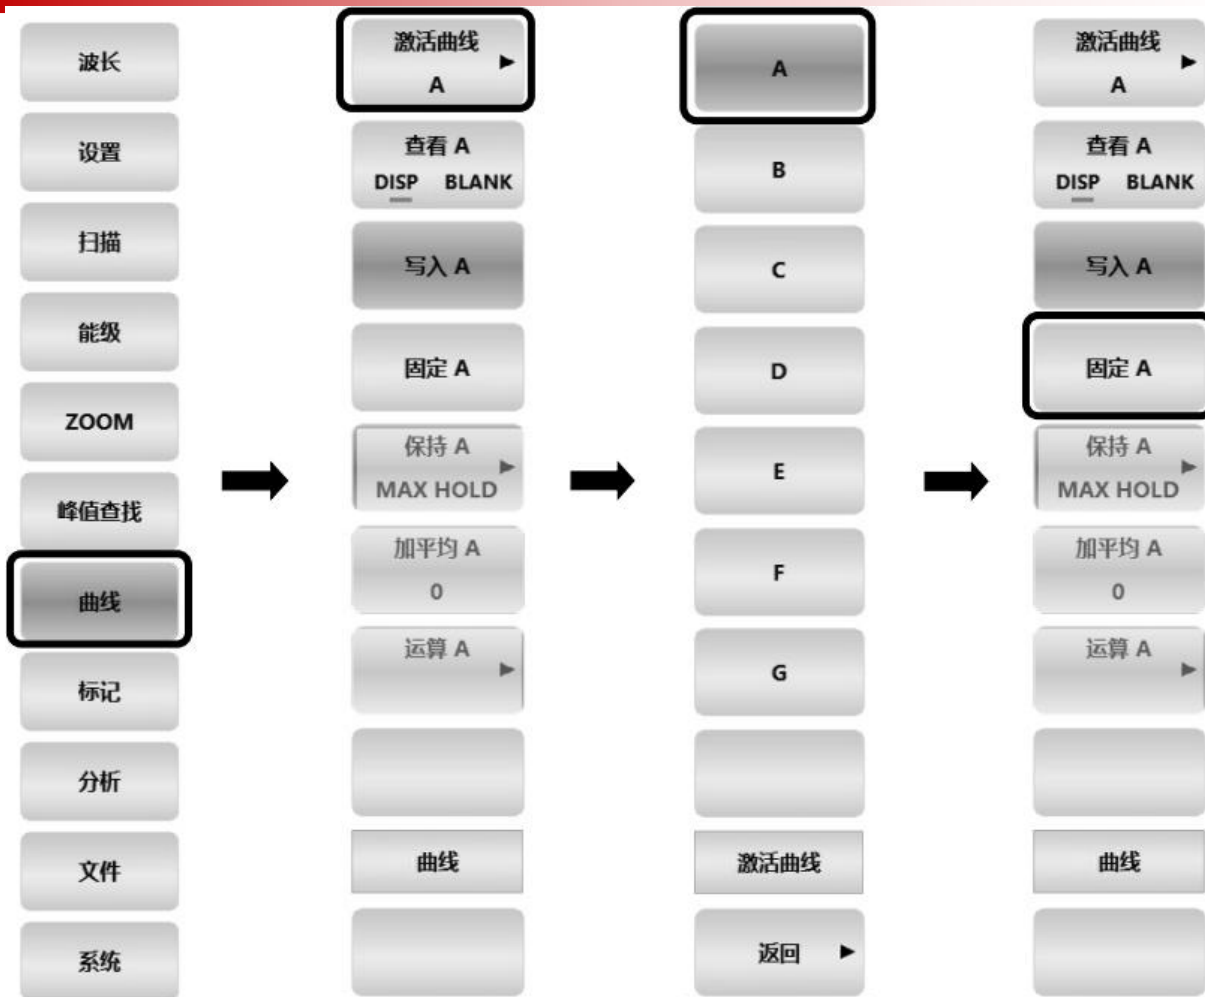 波长
设置
扫描
能级
ZOOM
峰值查找
曲线
标记
分析
文件
系统
激活曲线
A
查看 A
DISP BLANK
写入 A
固定 A
保持 A
MAX HOLD
加平均 A
0
运算 A
曲线
A
B
C
D
E
F
G
激活曲线
返回
激活曲线
A
查看 A
DISP BLANK
写入 A
固定 A
保持 A
MAX HOLD
加平均 A
0
运算 A
曲线